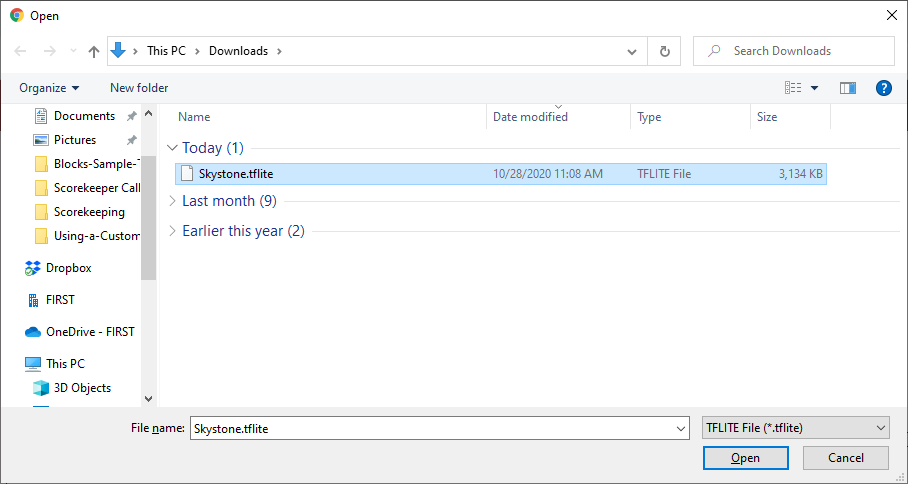 Open
This PC > Downloads >
Search Downloads
Organize
New folder
Documents
Pictures
Blocks-Sample-
Scorekeeper Cal
Scorekeeping
Using-a-Custom
Dropbox
FIRST
OneDrive - FIRST
This PC
3D Objects
Name Date modified Type Size
Today (1)
Skystone.tflite 10/28/2020 11:08 AM TFLITE File 3,134 KB
Last month (9)
Earlier this year (2)
File name: Skystone.tflite TFLITE File (*.tflite)
Open Cancel